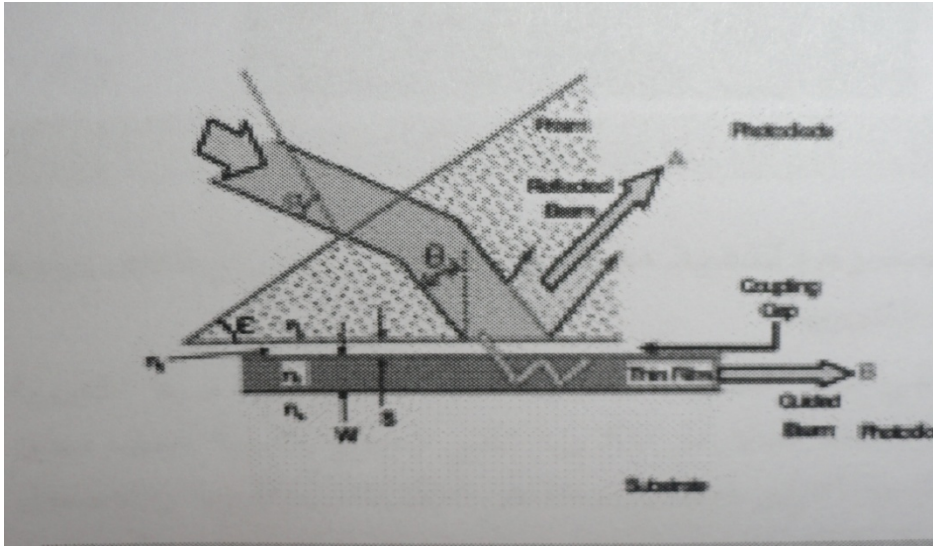 Prism
Photodiode
A
Reflected
Beam
θ
Coupling
Gap
ε
Thin Film
B
Guided
Beam
W
S
Substrate